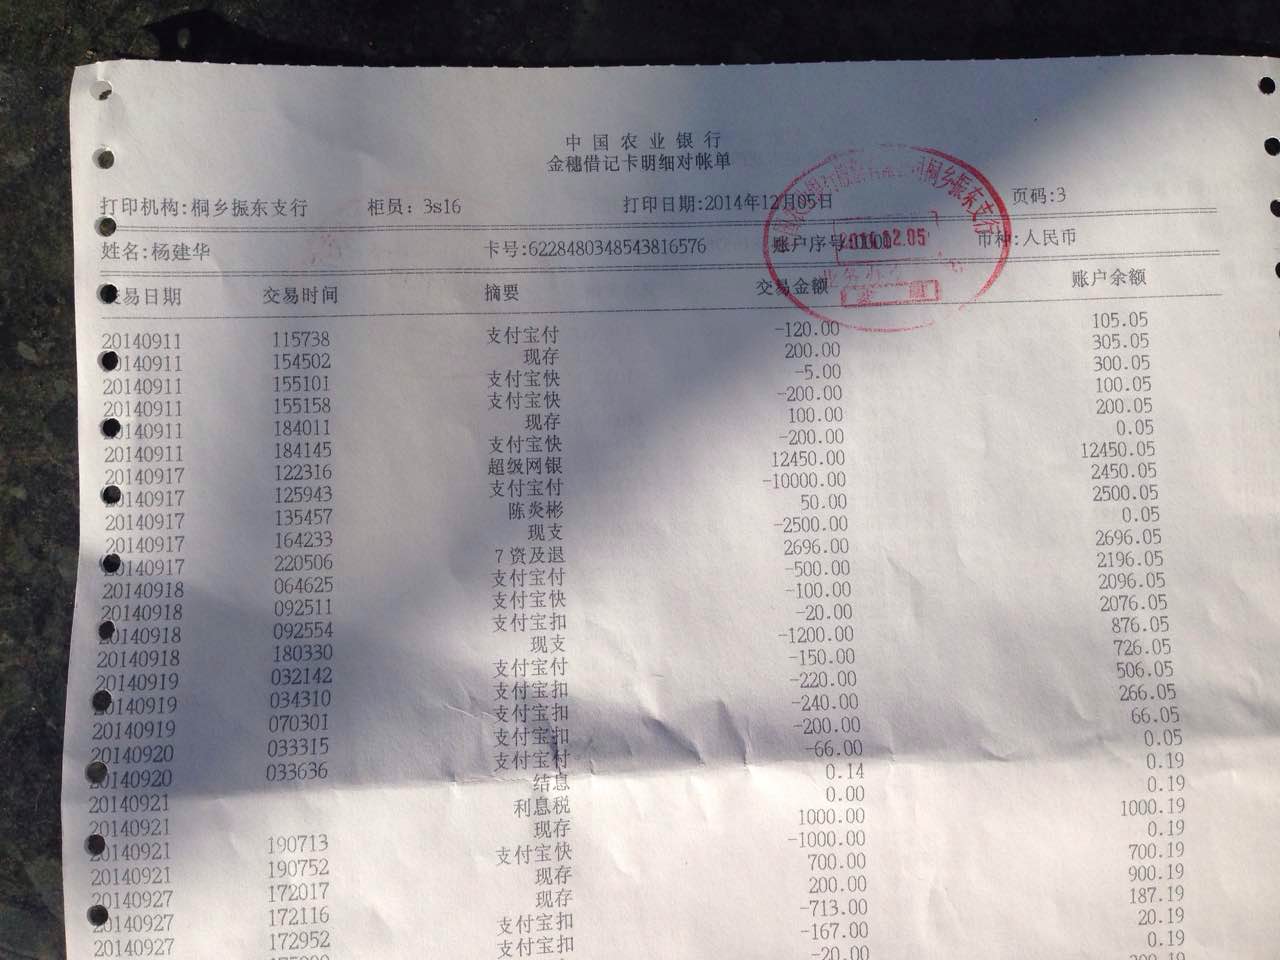 中国农业银行
金穗借记卡明细对帐单
打印机构:桐乡振东支行 柜员: 3s16 打印日期:2014年12月05日 页码:3
姓名:杨建华 卡号:6228480348543816576 账户序号: 币种:人民币
桐乡振东支行
2014.12.05
交易日期 交易时间 摘要 交易金额 账户余额
20140911 115738 支付宝付 -120.00 105.05
20140911 154502 现存 200.00 305.05
20140911 155101 支付宝快 -5.00 300.05
20140911 155158 支付宝快 -200.00 100.05
20140911 184011 现存 100.00 200.05
20140911 184145 支付宝快 -200.00 0.05
20140917 122316 超级网银 12450.00 12450.05
20140917 125943 支付宝付 -10000.00 2450.05
20140917 135457 陈炎彬 50.00 2500.05
20140917 164233 现支 -2500.00 0.05
20140917 220506 7资及退 2696.00 2696.05
20140918 064625 支付宝付 -500.00 2196.05
20140918 092511 支付宝快 -100.00 2096.05
20140918 092554 支付宝扣 -20.00 2076.05
20140918 180330 现支 -1200.00 876.05
20140919 032142 支付宝付 -150.00 726.05
20140919 034310 支付宝扣 -220.00 506.05
20140919 070301 支付宝扣 -240.00 266.05
20140920 033315 支付宝扣 -200.00 66.05
20140920 033636 支付宝付 -66.00 0.05
20140921 结息 0.14 0.19
20140921 利息税 0.00 0.19
20140921 190713 现存 1000.00 1000.19
20140921 190752 支付宝快 -1000.00 0.19
20140927 172017 现存 700.00 700.19
20140927 172116 现存 200.00 900.19
20140927 172952 支付宝扣 -713.00 187.19
支付宝扣 -167.00 20.19
-20.00 0.19